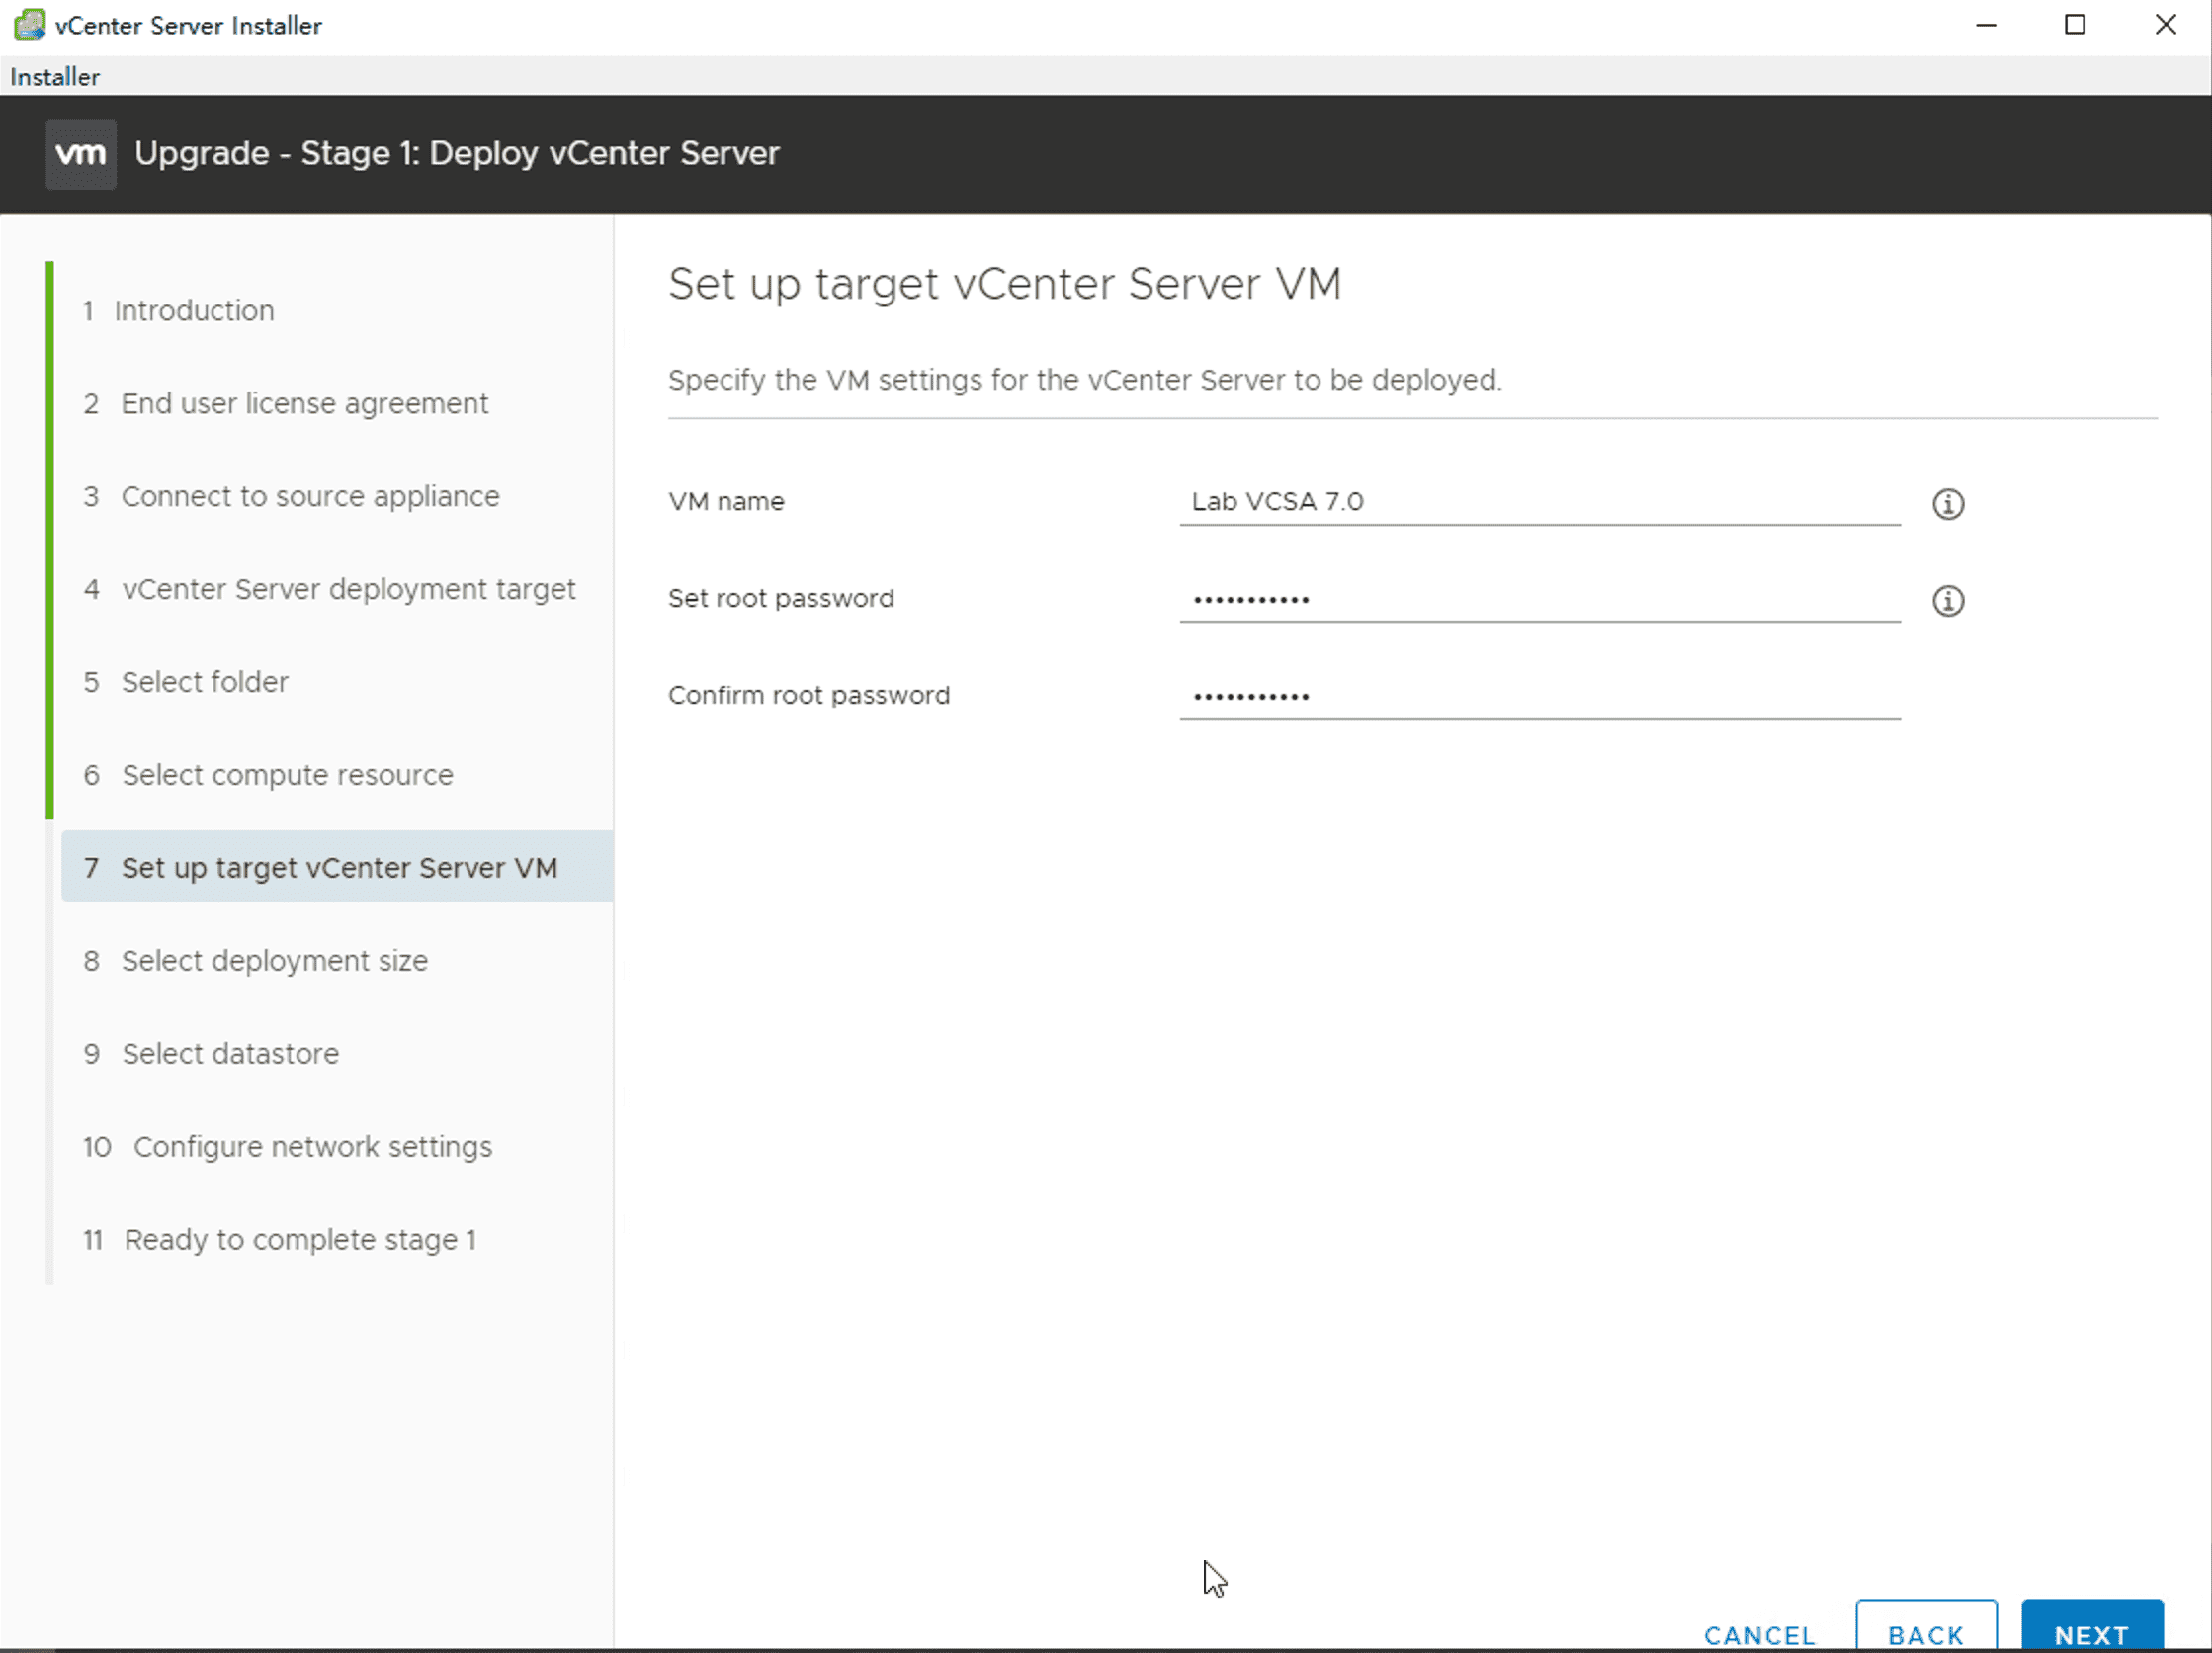 vCenter Server Installer
Installer
vm Upgrade - Stage 1: Deploy vCenter Server
1 Introduction
2 End user license agreement
3 Connect to source appliance
4 vCenter Server deployment target
5 Select folder
6 Select compute resource
7 Set up target vCenter Server VM
8 Select deployment size
9 Select datastore
10 Configure network settings
11 Ready to complete stage 1
Set up target vCenter Server VM
Specify the VM settings for the vCenter Server to be deployed.
VM name Lab VCSA 7.0
Set root password •••••••••••
Confirm root password •••••••••••
CANCEL BACK NEXT